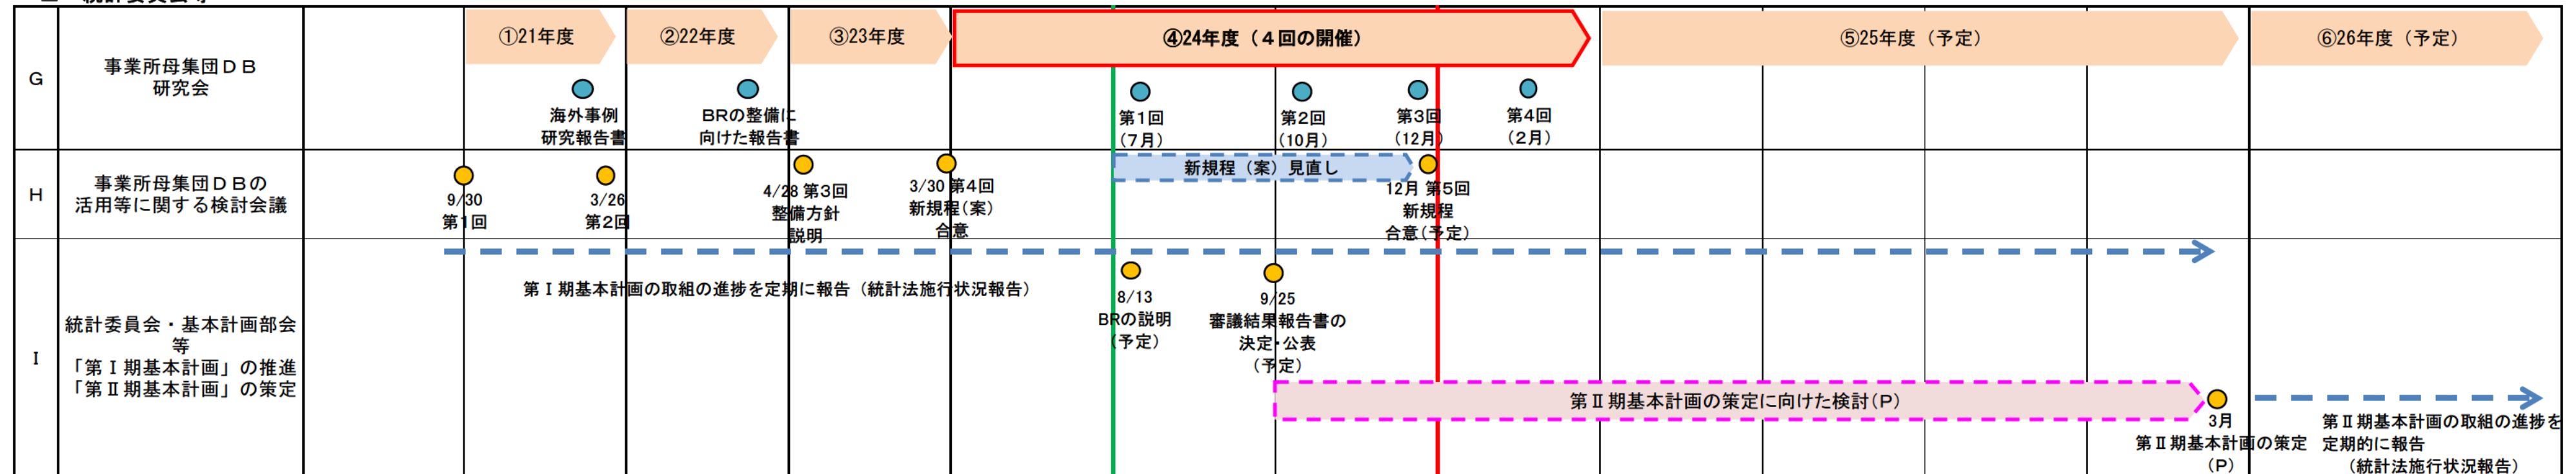 G
事業所母集団ＤＢ
研究会
①21年度
②22年度
③23年度
④24年度（４回の開催）
⑤25年度（予定）
⑥26年度（予定）
海外事例
研究報告書
BRの整備に
向けた報告書
第1回
（7月）
第2回
（10月）
第3回
（12月）
第4回
（2月）
H
事業所母集団ＤＢの
活用等に関する検討会議
9/30
第1回
3/26
第2回
4/28 第3回
整備方針
説明
3/30 第4回
新規程（案）
合意
新規程（案）見直し
12月 第5回
新規程
合意（予定）
I
統計委員会・基本計画部会
等
「第Ⅰ期基本計画」の推進
「第Ⅱ期基本計画」の策定
第Ⅰ期基本計画の取組の進捗を定期に報告（統計法施行状況報告）
8/13
BRの説明
（予定）
9/25
審議結果報告書の
決定・公表
（予定）
第Ⅱ期基本計画の策定に向けた検討（P）
3月
第Ⅱ期基本計画の策定
（P）
第Ⅱ期基本計画の取組の進捗を
定期的に報告
（統計法施行状況報告）